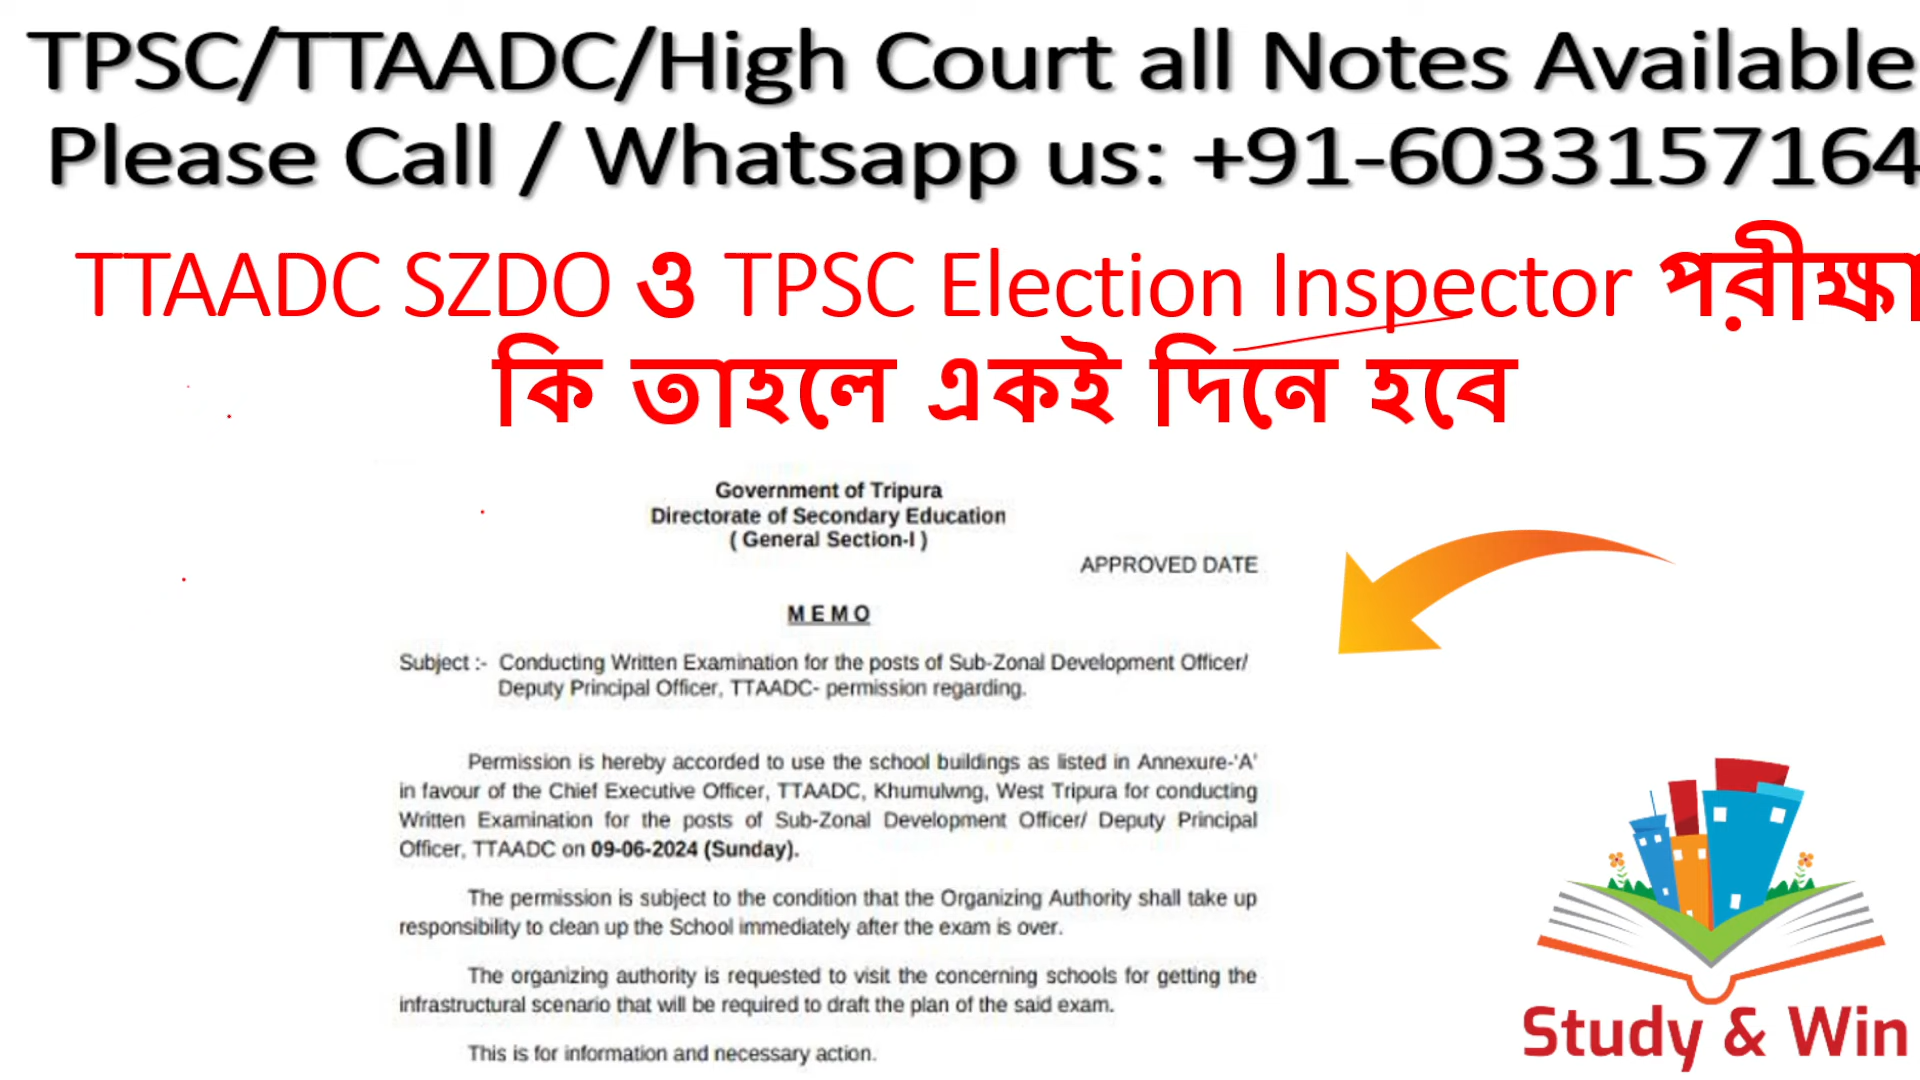 TPSC/TTAADC/High Court all Notes Available
Please Call / Whatsapp us: +91-6033157164
TTAADC SZDO ও TPSC Election Inspector পরীক্ষা
কি তাহলে একই দিনে হবে
Government of Tripura
Directorate of Secondary Education
( General Section-I )
APPROVED DATE
M E M O
Subject :- Conducting Written Examination for the posts of Sub-Zonal Development Officer/
Deputy Principal Officer, TTAADC- permission regarding.
Permission is hereby accorded to use the school buildings as listed in Annexure-'A'
in favour of the Chief Executive Officer, TTAADC, Khumulwng, West Tripura for conducting
Written Examination for the posts of Sub-Zonal Development Officer/ Deputy Principal
Officer, TTAADC on 09-06-2024 (Sunday).
The permission is subject to the condition that the Organizing Authority shall take up
responsibility to clean up the School immediately after the exam is over.
The organizing authority is requested to visit the concerning schools for getting the
infrastructural scenario that will be required to draft the plan of the said exam.
This is for information and necessary action.
Study & Win